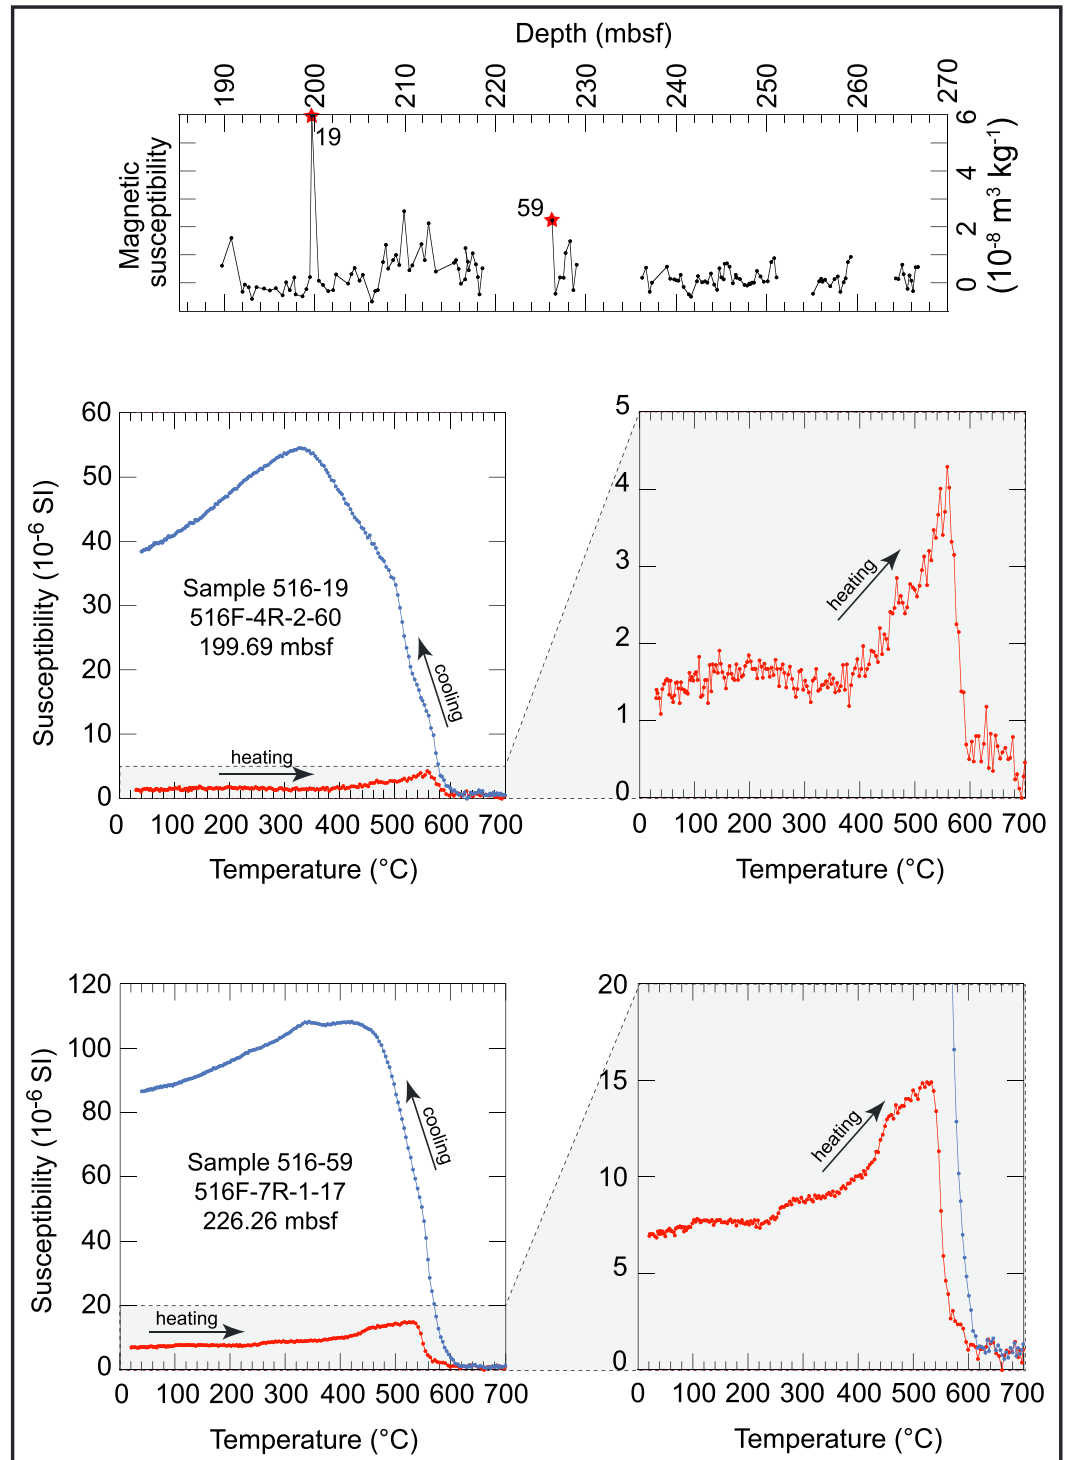 Depth (mbsf)
190 200 210 220 230 240 250 260 270
Magnetic
susceptibility
19
59
6
4
2
0
(10⁻⁸ m³ kg⁻¹)
60
50
40
30
20
10
0
Susceptibility (10⁻⁶ SI)
Sample 516-19
516F-4R-2-60
199.69 mbsf
cooling
heating
0 100 200 300 400 500 600 700
Temperature (°C)
5
4
3
2
1
0
heating
0 100 200 300 400 500 600 700
Temperature (°C)
120
100
80
60
40
20
0
Susceptibility (10⁻⁶ SI)
Sample 516-59
516F-7R-1-17
226.26 mbsf
cooling
heating
0 100 200 300 400 500 600 700
Temperature (°C)
20
15
10
5
0
heating
0 100 200 300 400 500 600 700
Temperature (°C)